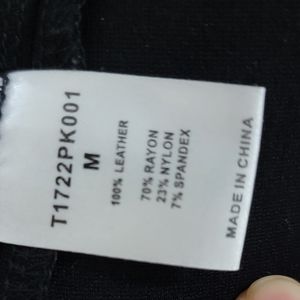 T1722PK001
M
100% LEATHER
70% RAYON
23% NYLON
7% SPANDEX
MADE IN CHINA